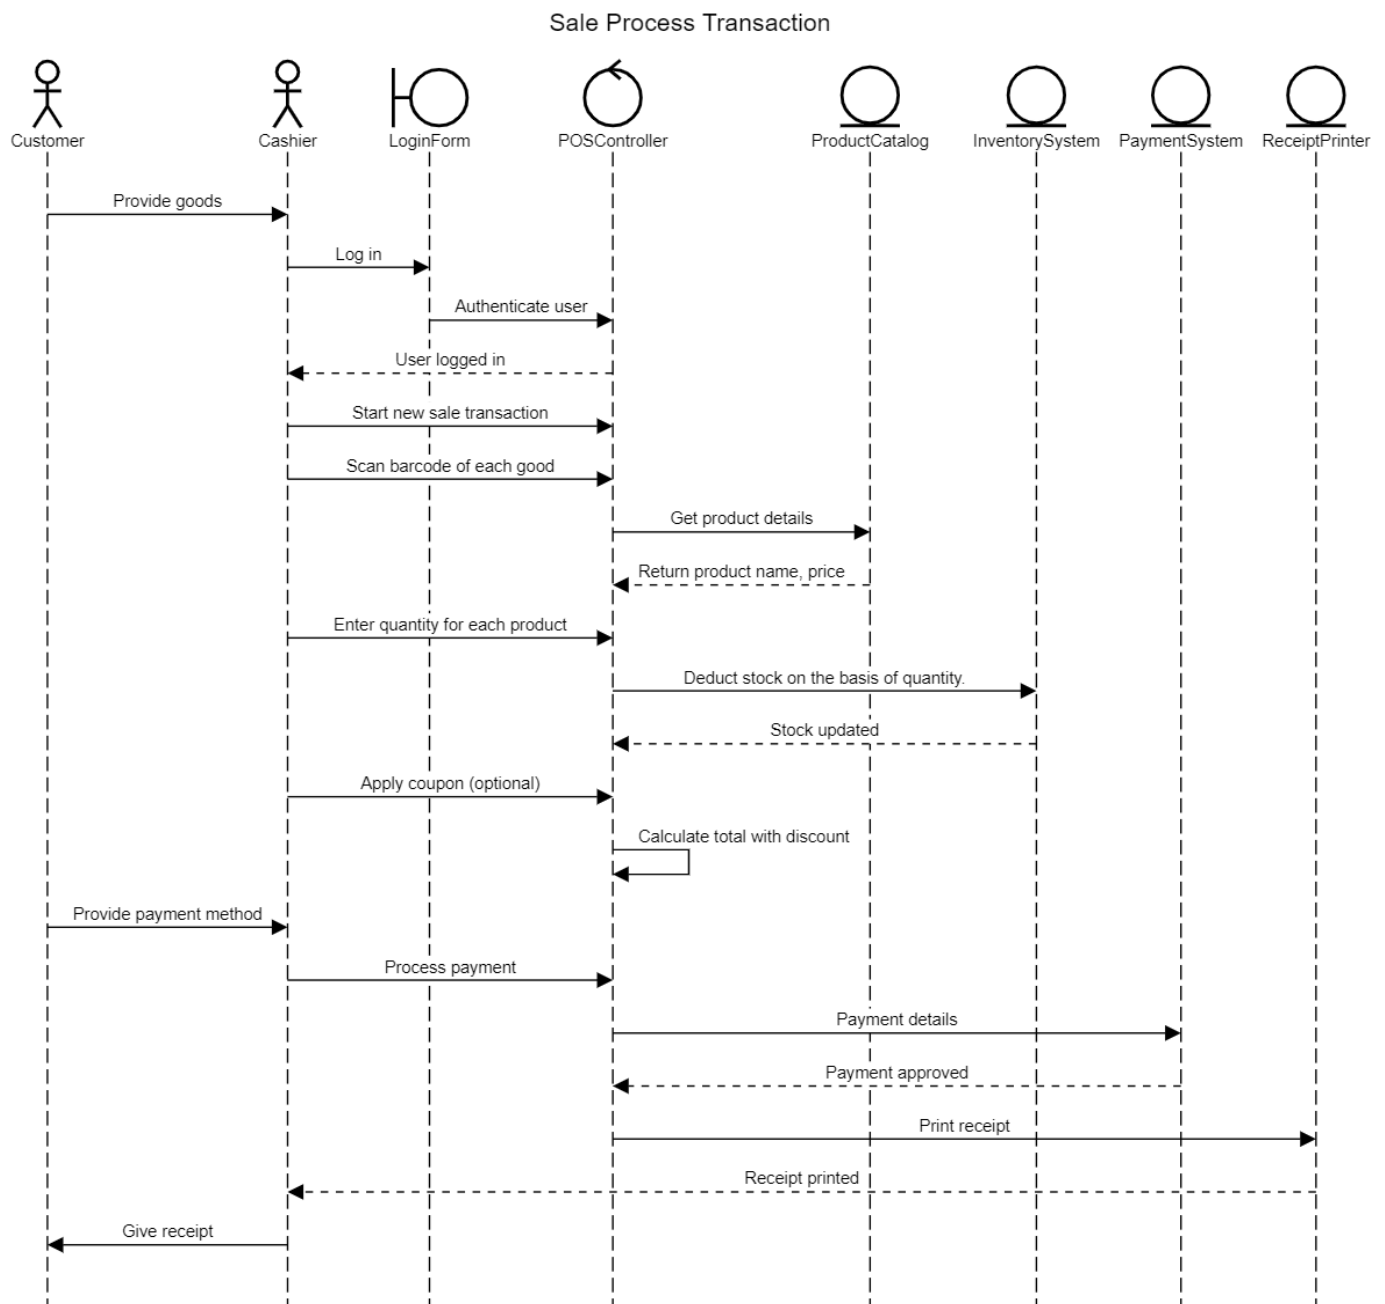 Sale Process Transaction
Customer
Cashier
LoginForm
POSController
ProductCatalog
InventorySystem
PaymentSystem
ReceiptPrinter
Provide goods
Log in
Authenticate user
User logged in
Start new sale transaction
Scan barcode of each good
Get product details
Return product name, price
Enter quantity for each product
Deduct stock on the basis of quantity.
Stock updated
Apply coupon (optional)
Calculate total with discount
Provide payment method
Process payment
Payment details
Payment approved
Print receipt
Receipt printed
Give receipt